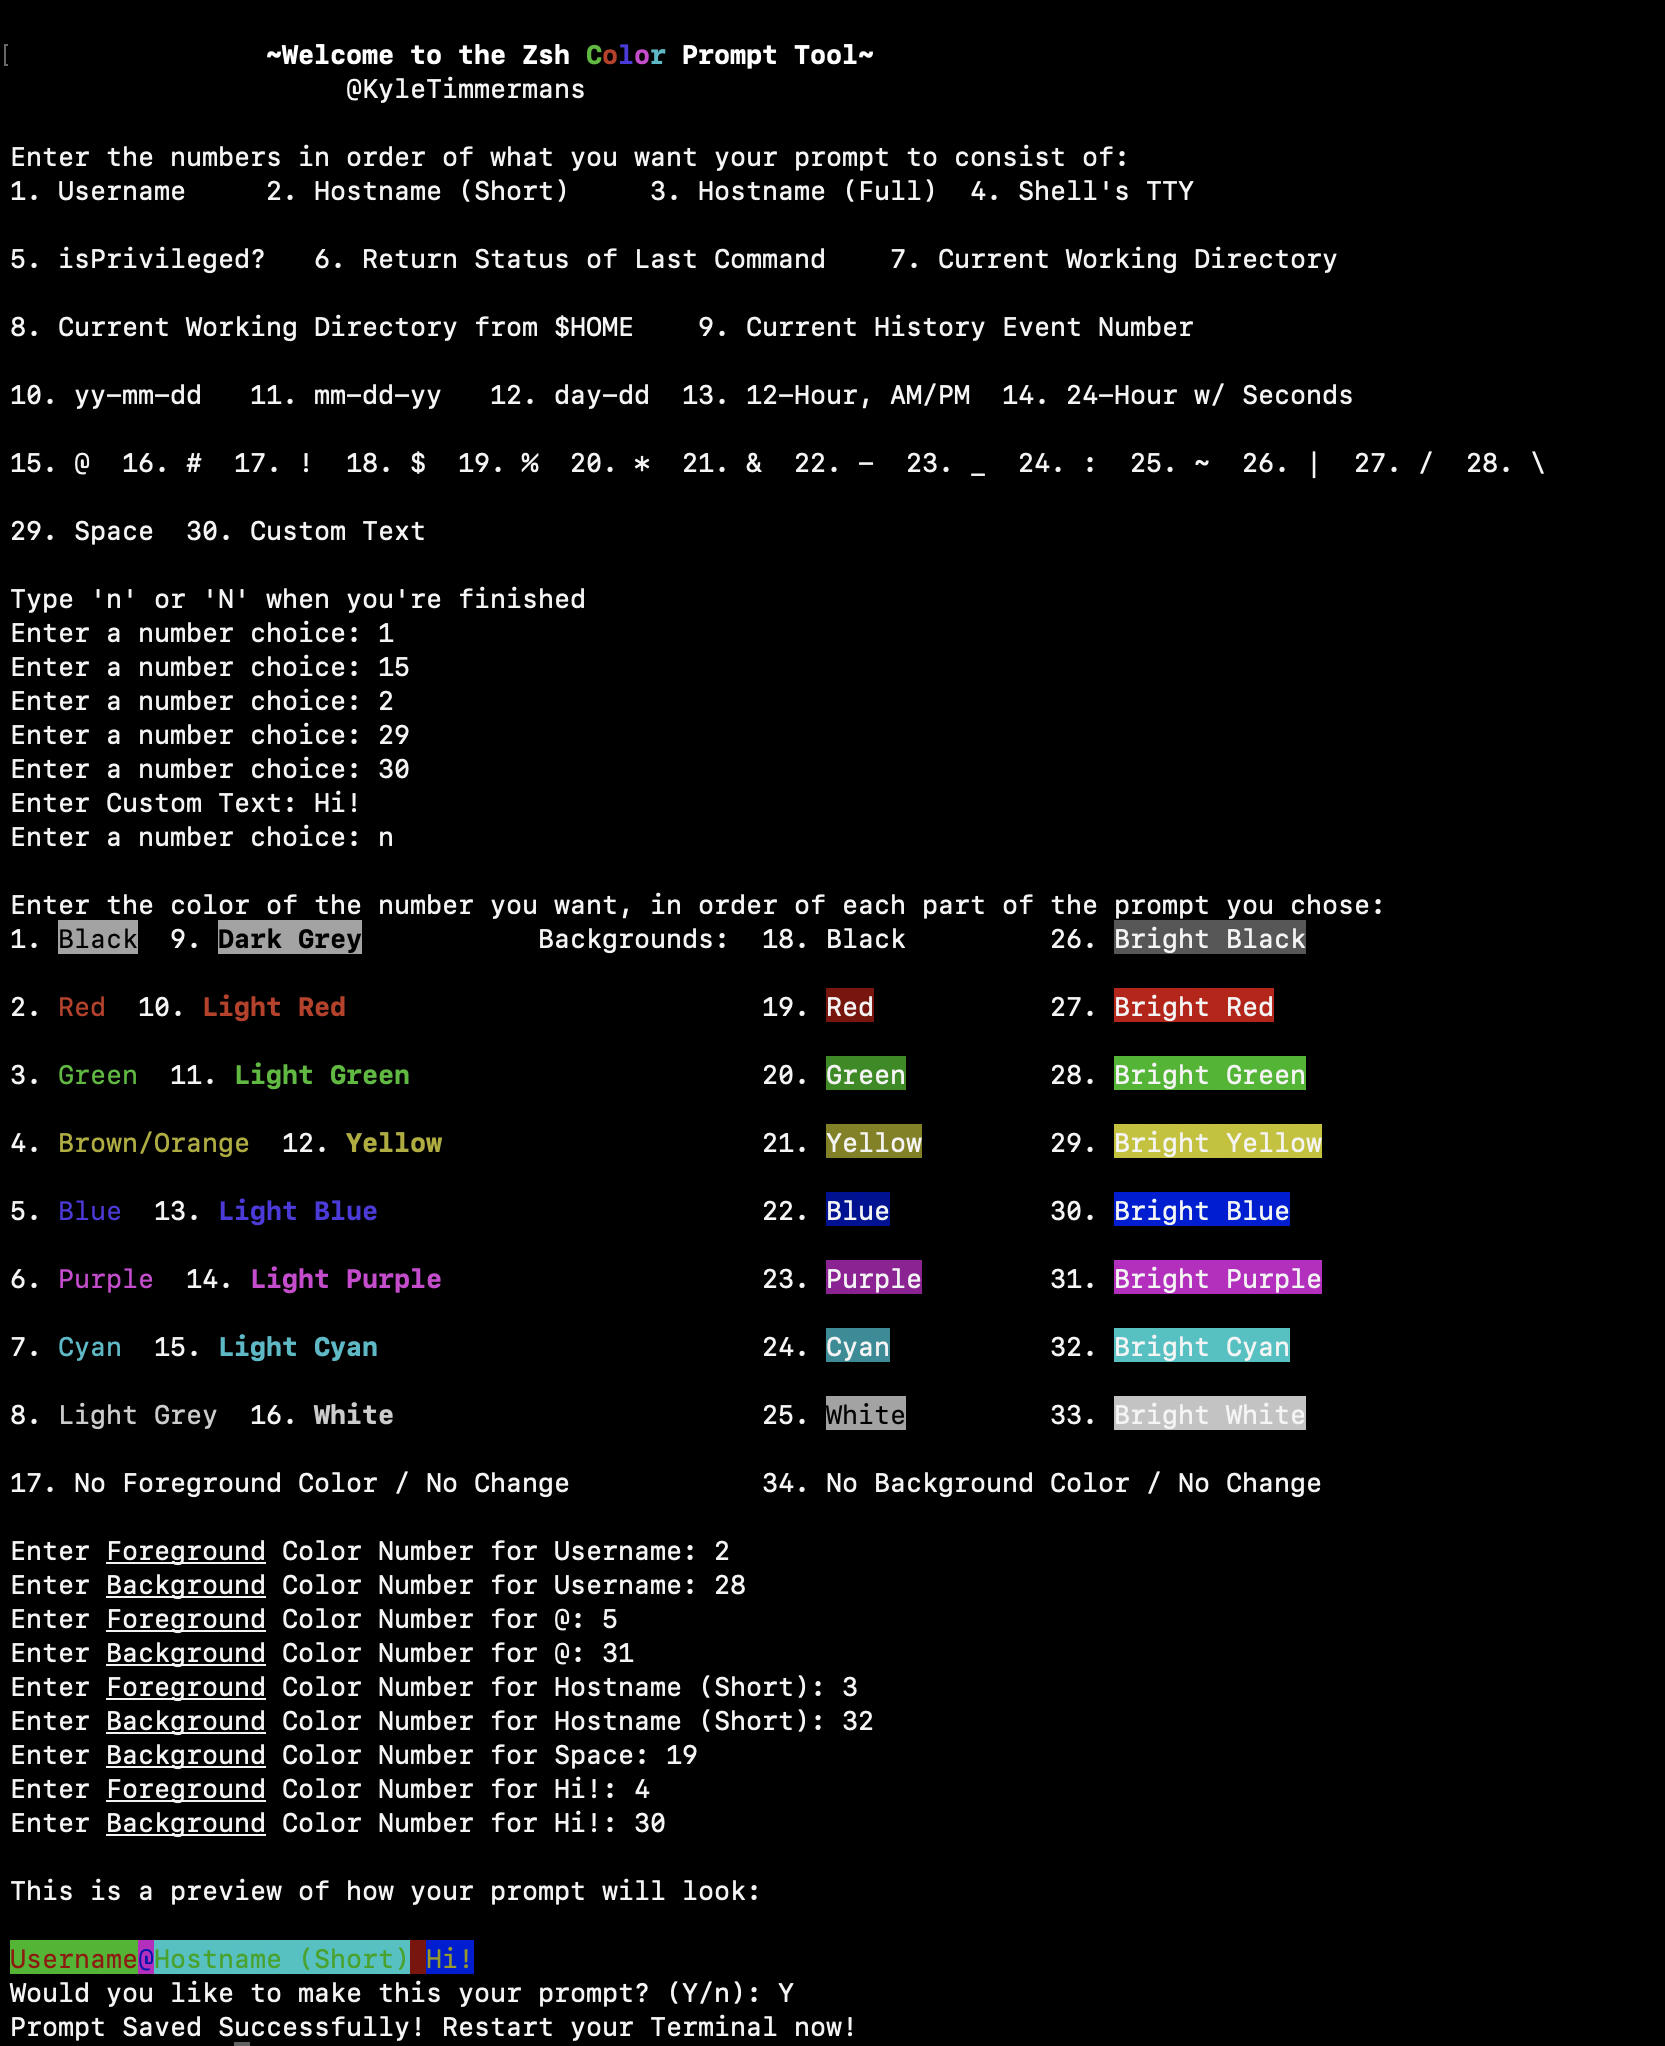 ~Welcome to the Zsh Color Prompt Tool~
@KyleTimmermans
Enter the numbers in order of what you want your prompt to consist of:
1. Username 2. Hostname (Short) 3. Hostname (Full) 4. Shell's TTY
5. isPrivileged? 6. Return Status of Last Command 7. Current Working Directory
8. Current Working Directory from $HOME 9. Current History Event Number
10. yy-mm-dd 11. mm-dd-yy 12. day-dd 13. 12-Hour, AM/PM 14. 24-Hour w/ Seconds
15. @ 16. # 17. ! 18. $ 19. % 20. * 21. & 22. - 23. _ 24. : 25. ~ 26. | 27. / 28. \
29. Space 30. Custom Text
Type 'n' or 'N' when you're finished
Enter a number choice: 1
Enter a number choice: 15
Enter a number choice: 2
Enter a number choice: 29
Enter a number choice: 30
Enter Custom Text: Hi!
Enter a number choice: n
Enter the color of the number you want, in order of each part of the prompt you chose:
1. Black 9. Dark Grey Backgrounds: 18. Black 26. Bright Black
2. Red 10. Light Red 19. Red 27. Bright Red
3. Green 11. Light Green 20. Green 28. Bright Green
4. Brown/Orange 12. Yellow 21. Yellow 29. Bright Yellow
5. Blue 13. Light Blue 22. Blue 30. Bright Blue
6. Purple 14. Light Purple 23. Purple 31. Bright Purple
7. Cyan 15. Light Cyan 24. Cyan 32. Bright Cyan
8. Light Grey 16. White 25. White 33. Bright White
17. No Foreground Color / No Change 34. No Background Color / No Change
Enter Foreground Color Number for Username: 2
Enter Background Color Number for Username: 28
Enter Foreground Color Number for @: 5
Enter Background Color Number for @: 31
Enter Foreground Color Number for Hostname (Short): 3
Enter Background Color Number for Hostname (Short): 32
Enter Background Color Number for Space: 19
Enter Foreground Color Number for Hi!: 4
Enter Background Color Number for Hi!: 30
This is a preview of how your prompt will look:
Username@Hostname (Short) Hi!
Would you like to make this your prompt? (Y/n): Y
Prompt Saved Successfully! Restart your Terminal now!